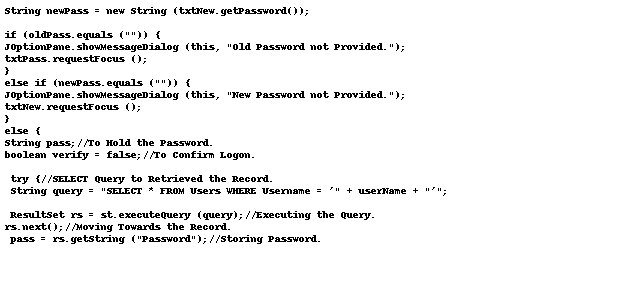 String newPass = new String (txtNew.getPassword());
if (oldPass.equals ("")) {
JOptionPane.showMessageDialog (this, "Old Password not Provided.");
txtPass.requestFocus ();
}
else if (newPass.equals ("")) {
JOptionPane.showMessageDialog (this, "New Password not Provided.");
txtNew.requestFocus ();
}
else {
String pass;//To Hold the Password.
boolean verify = false;//To Confirm Logon.
try {//SELECT Query to Retrieved the Record.
String query = "SELECT * FROM Users WHERE Username = '" + userName + "'";
ResultSet rs = st.executeQuery (query);//Executing the Query.
rs.next();//Moving Towards the Record.
pass = rs.getString ("Password");//Storing Password.